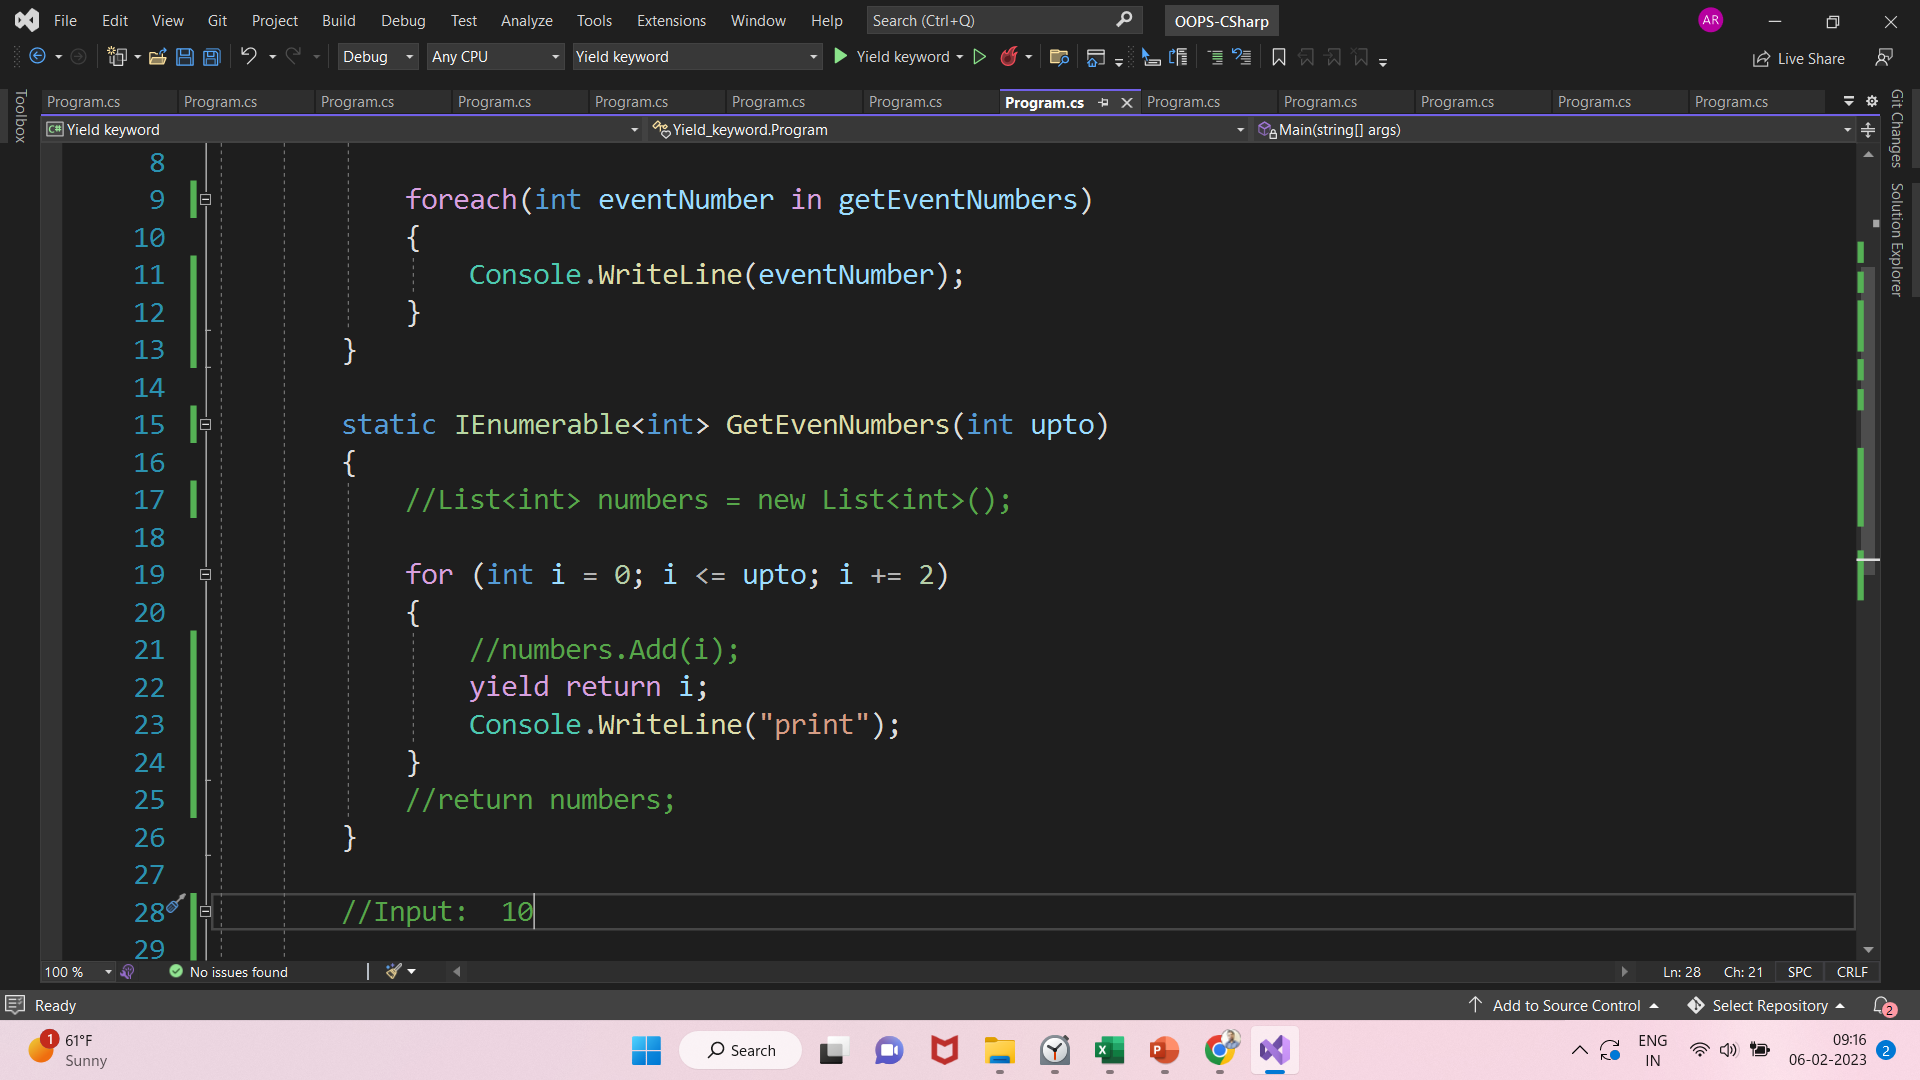 File Edit View Git Project Build Debug Test Analyze Tools Extensions Window Help Search (Ctrl+Q) OOPS-CSharp AR
Debug Any CPU Yield keyword Yield keyword Live Share
Toolbox
Program.cs Program.cs Program.cs Program.cs Program.cs Program.cs Program.cs Program.cs Program.cs Program.cs Program.cs Program.cs Program.cs
C# Yield keyword Yield_keyword.Program Main(string[] args)
Git Changes
Solution Explorer
8
9 foreach(int eventNumber in getEventNumbers)
10 {
11 Console.WriteLine(eventNumber);
12 }
13 }
14
15 static IEnumerable<int> GetEvenNumbers(int upto)
16 {
17 //List<int> numbers = new List<int>();
18
19 for (int i = 0; i <= upto; i += 2)
20 {
21 //numbers.Add(i);
22 yield return i;
23 Console.WriteLine("print");
24 }
25 //return numbers;
26 }
27
28 //Input:  10
29
100 % No issues found Ln: 28 Ch: 21 SPC CRLF
Ready Add to Source Control Select Repository 2
1 61°F
Sunny
Search
ENG
IN
09:16
06-02-2023
2